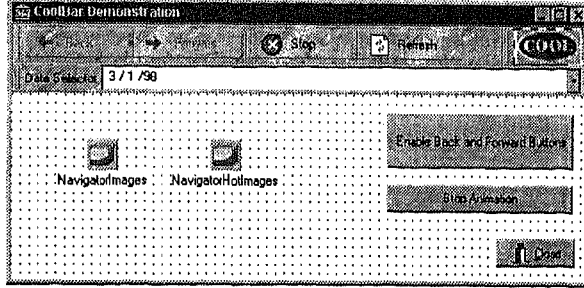 CoolBar Demonstration
Back Forward Stop Refresh COOL
Date Selector 3 / 1 /98
Enable Back and Forward Buttons
NavigatorImages NavigatorHotImages
Stop Animation
Close